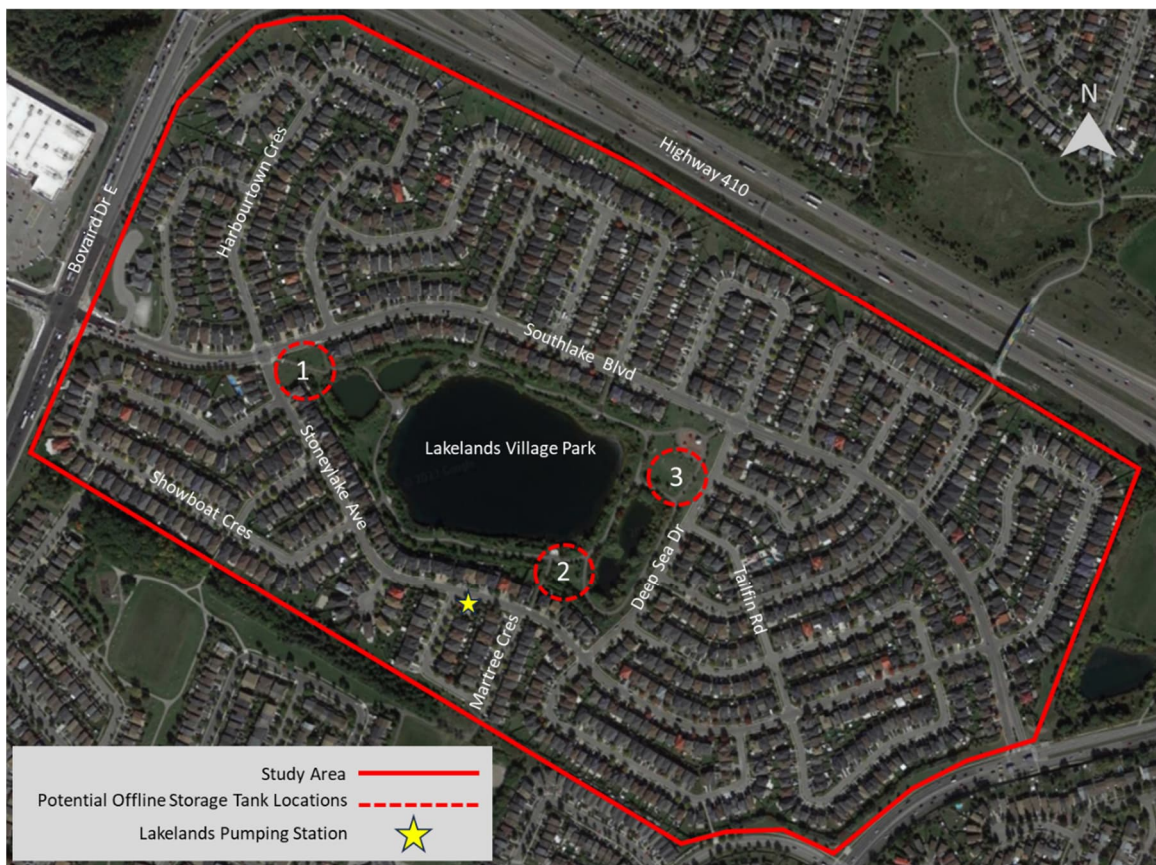 N
Highway 410
Harbourtown Cres
Bovaird Dr E
Southlake Blvd
1
Lakelands Village Park
3
Stoneylake Ave
Showboat Cres
2
Deep Sea Dr
Tailfin Rd
Martree Cres
Study Area
Potential Offline Storage Tank Locations
Lakelands Pumping Station